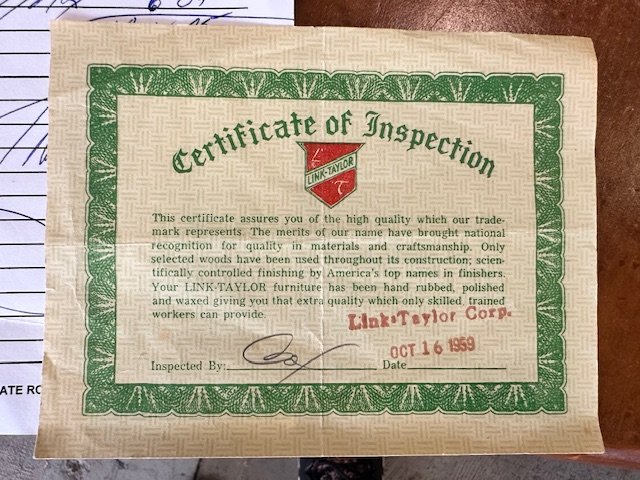 Certificate of Inspection
L
LINK-TAYLOR
T
This certificate assures you of the high quality which our trade-
mark represents. The merits of our name have brought national
recognition for quality in materials and craftsmanship. Only
selected woods have been used throughout its construction; scien-
tifically controlled finishing by America's top names in finishers.
Your LINK-TAYLOR furniture has been hand rubbed, polished
and waxed giving you that extra quality which only skilled, trained
workers can provide.
Link-Taylor Corp.
OCT 16 1959
Inspected By: Date
ATE RO